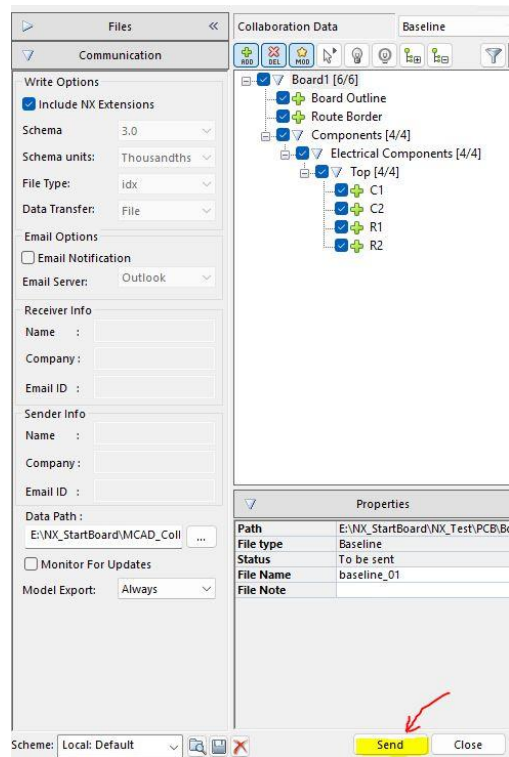 Files «
Communication
Write Options
Include NX Extensions
Schema 3.0
Schema units: Thousandths
File Type: idx
Data Transfer: File
Email Options
Email Notification
Email Server: Outlook
Receiver Info
Name :
Company :
Email ID :
Sender Info
Name :
Company :
Email ID :
Data Path :
E:\NX_StartBoard\MCAD_Coll ...
Monitor For Updates
Model Export: Always
Collaboration Data Baseline
ADD DEL MOD
Board1 [6/6]
Board Outline
Route Border
Components [4/4]
Electrical Components [4/4]
Top [4/4]
C1
C2
R1
R2
Properties
Path E:\NX_StartBoard\NX_Test\PCB\Bo
File type Baseline
Status To be sent
File Name baseline_01
File Note
Scheme: Local: Default Send Close